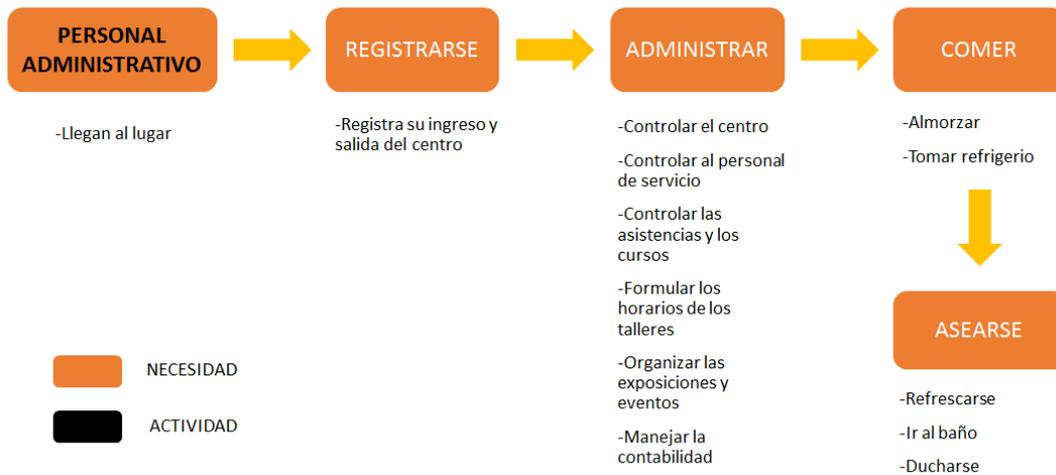 PERSONAL
ADMINISTRATIVO
-Llegan al lugar
REGISTRARSE
-Registra su ingreso y
salida del centro
ADMINISTRAR
-Controlar el centro
-Controlar al personal
de servicio
-Controlar las
asistencias y los
cursos
-Formular los
horarios de los
talleres
-Organizar las
exposiciones y
eventos
-Manejar la
contabilidad
COMER
-Almorzar
-Tomar refrigerio
ASEARSE
-Refrescarse
-Ir al baño
-Ducharse
NECESIDAD
ACTIVIDAD